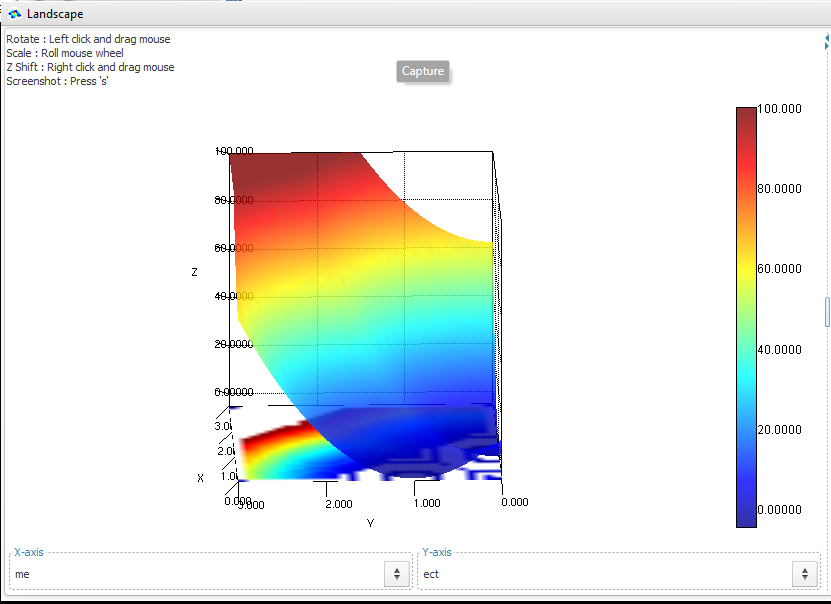 Landscape
Rotate : Left click and drag mouse
Scale : Roll mouse wheel
Z Shift : Right click and drag mouse
Screenshot : Press 's'
Capture
100.000
80.0000
60.0000
40.0000
20.0000
0.00000
Z
100.0000
80.0000
60.0000
40.0000
20.0000
0.00000
3.0
2.0
1.0
X
0.000
3.000
2.000
1.000
0.000
Y
X-axis
me
Y-axis
ect